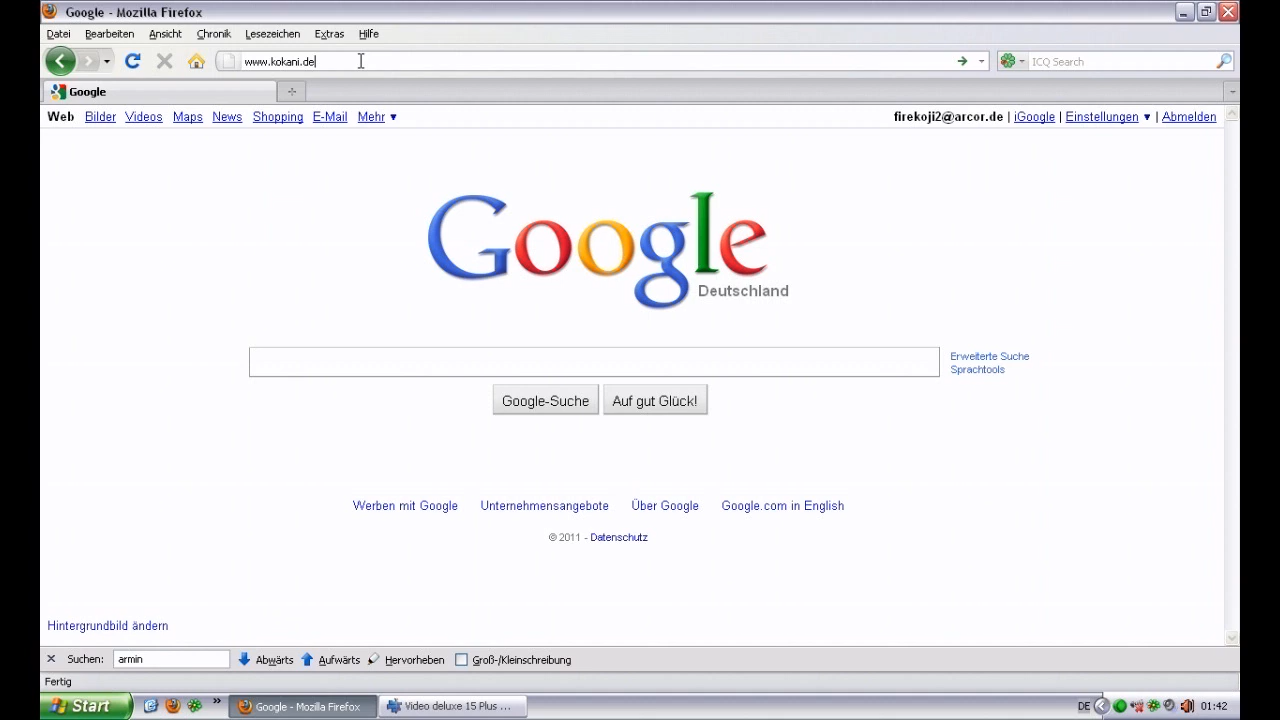 Google - Mozilla Firefox
Datei Bearbeiten Ansicht Chronik Lesezeichen Extras Hilfe
www.kokani.de ICQ Search
Google
Web Bilder Videos Maps News Shopping E-Mail Mehr ▼ firekoji2@arcor.de | iGoogle | Einstellungen ▼ | Abmelden
Google
Deutschland
Erweiterte Suche
Sprachtools
Google-Suche Auf gut Glück!
Werben mit Google Unternehmensangebote Über Google Google.com in English
© 2011 - Datenschutz
Hintergrundbild ändern
Suchen: armin Abwärts Aufwärts Hervorheben Groß-/Kleinschreibung
Fertig
Start » Google - Mozilla Firefox Video deluxe 15 Plus ... DE 01:42